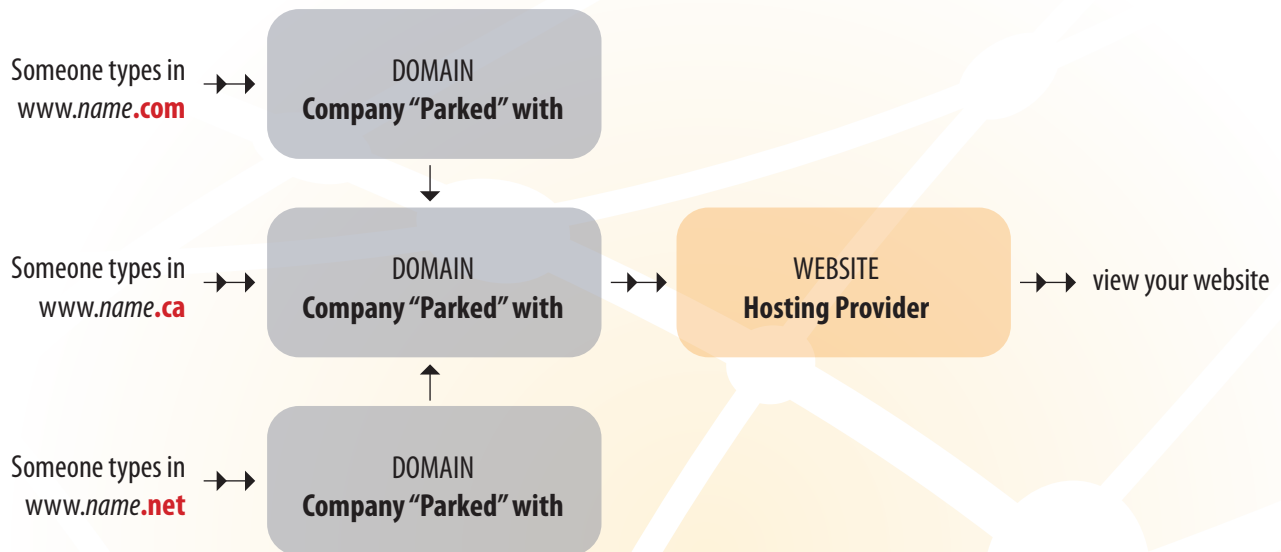 Someone types in
www.name.com
DOMAIN
Company “Parked” with
Someone types in
www.name.ca
DOMAIN
Company “Parked” with
WEBSITE
Hosting Provider
view your website
Someone types in
www.name.net
DOMAIN
Company “Parked” with